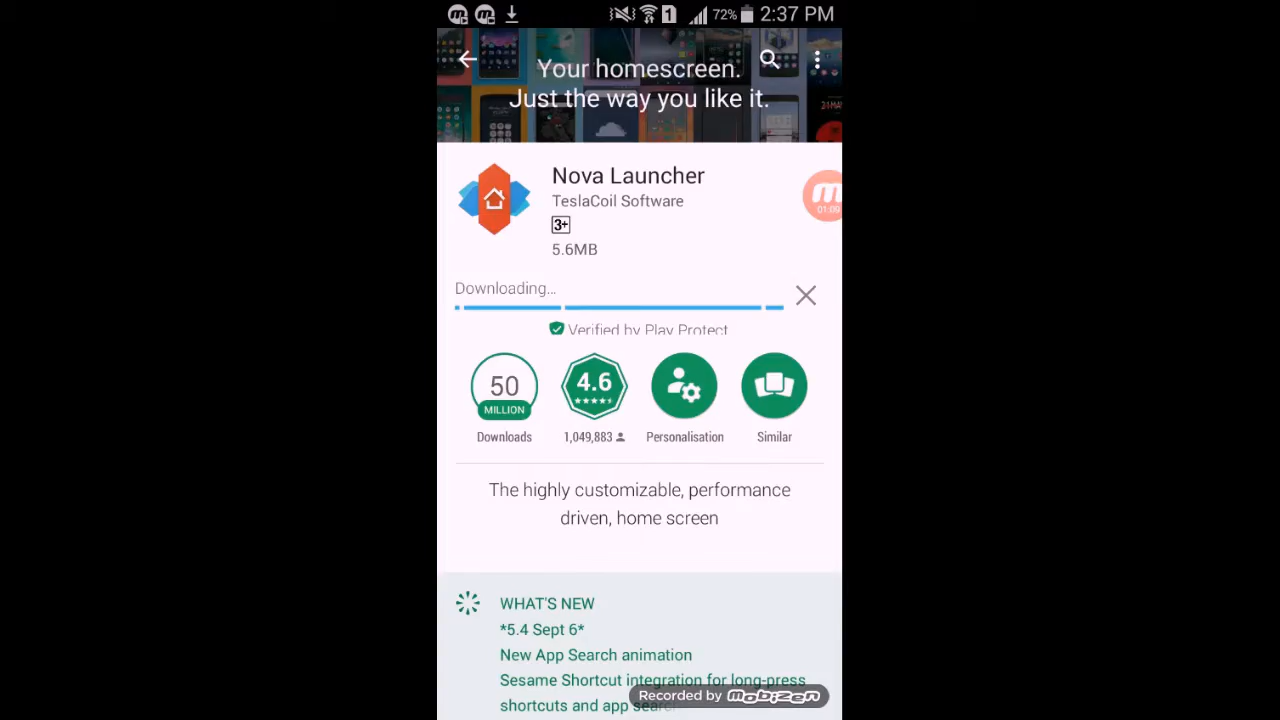 1 72% 2:37 PM
Your homescreen.
Just the way you like it.
Nova Launcher
TeslaCoil Software
3+
5.6MB
01:09
Downloading...
Verified by Play Protect
50
MILLION
4.6
Downloads
1,049,883
Personalisation
Similar
The highly customizable, performance
driven, home screen
WHAT'S NEW
*5.4 Sept 6*
New App Search animation
Sesame Shortcut integration for long-press
shortcuts and app search
Recorded by mobizen